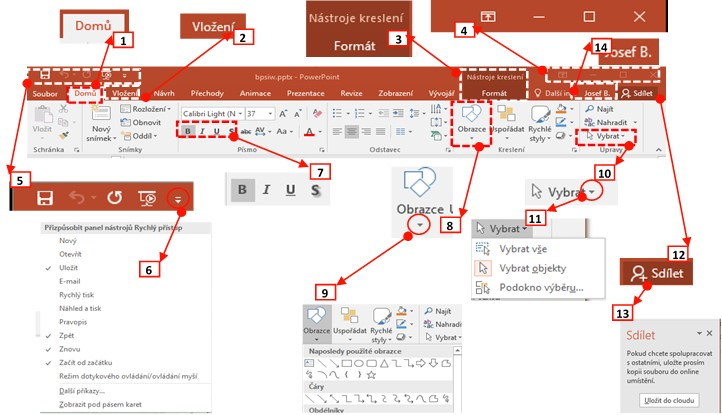 Domů
1
Vložení
2
Nástroje kreslení
Formát
3
4
14
Josef B.
bpsiw.pptx - PowerPoint
Nástroje kreslení
Soubor
Domů
Vložení
Návrh
Přechody
Animace
Prezentace
Revize
Zobrazení
Vývojář
Formát
Další in
Josef B.
Sdílet
Vložit
Nový
snímek
Rozložení
Obnovit
Oddíl
Calibri Light (N
37
B I U S
Aa
A
Obrazce
Uspořádat
Rychlé
styly
Najít
Nahradit
Vybrat
Schránka
Snímky
Písmo
Odstavec
Kreslení
Úpravy
5
7
8
10
12
B I U S
6
Obrazce
Vybrat
11
Přizpůsobit panel nástrojů Rychlý přístup
Nový
Otevřít
Uložit
E-mail
Rychlý tisk
Náhled a tisk
Pravopis
Zpět
Znovu
Začít od začátku
Režim dotykového ovládání/ovládání myší
Další příkazy...
Zobrazit pod pásem karet
Vybrat
Vybrat vše
Vybrat objekty
Podokno výběru...
Sdílet
9
13
Obrazce
Uspořádat
Rychlé
styly
Najít
Nahradi
Vybrat
Naposledy použité obrazce
Čáry
Obdélníky
Sdílet
Pokud chcete spolupracovat
s ostatními, uložte prosím
kopii souboru do online
umístění.
Uložit do cloudu